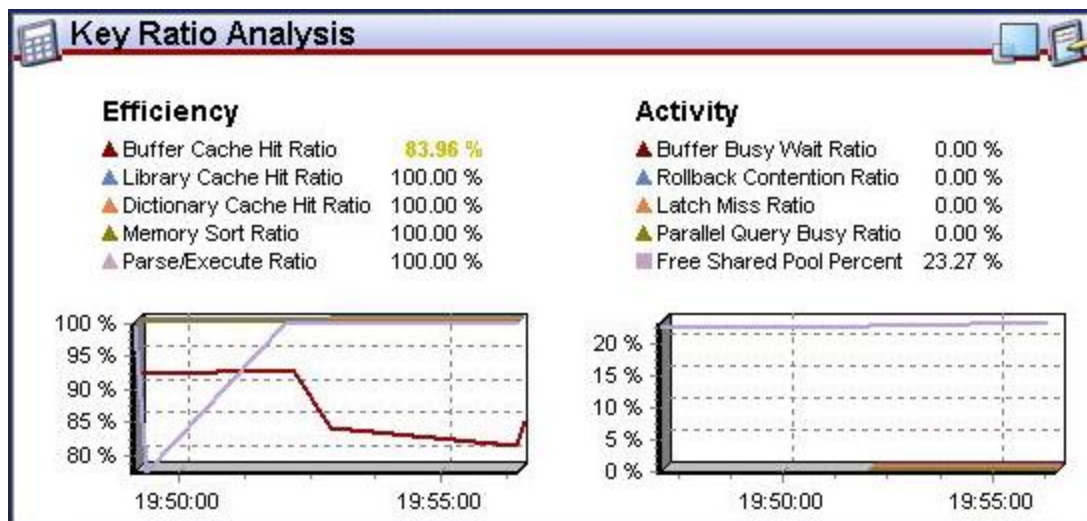 Key Ratio Analysis
Efficiency
Buffer Cache Hit Ratio 83.96 %
Library Cache Hit Ratio 100.00 %
Dictionary Cache Hit Ratio 100.00 %
Memory Sort Ratio 100.00 %
Parse/Execute Ratio 100.00 %
100 %
95 %
90 %
85 %
80 %
19:50:00 19:55:00
Activity
Buffer Busy Wait Ratio 0.00 %
Rollback Contention Ratio 0.00 %
Latch Miss Ratio 0.00 %
Parallel Query Busy Ratio 0.00 %
Free Shared Pool Percent 23.27 %
20 %
15 %
10 %
5 %
0 %
19:50:00 19:55:00